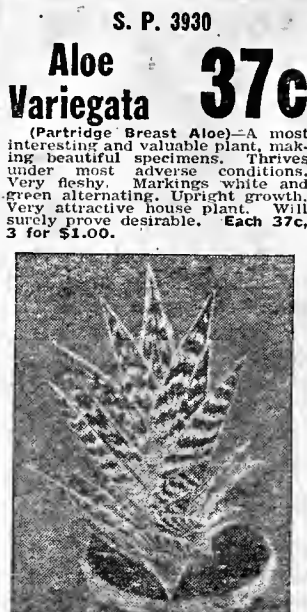 S. P. 3930
Aloe
Variegata
37c
(Partridge Breast Aloe)—A most
interesting and valuable plant, mak-
ing beautiful specimens. Thrives
under most adverse conditions.
Very fleshy. Markings white and
green alternating. Upright growth.
Very attractive house plant. Will
surely prove desirable. Each 37c,
3 for $1.00.